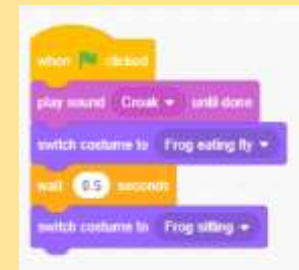 when clicked
play sound Croak until done
switch costume to Frog eating fly
wait 0.5 seconds
switch costume to Frog sitting